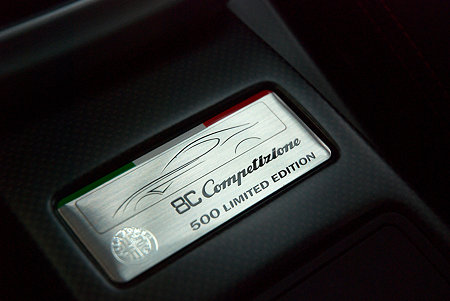 8C Competizione
500 LIMITED EDITION